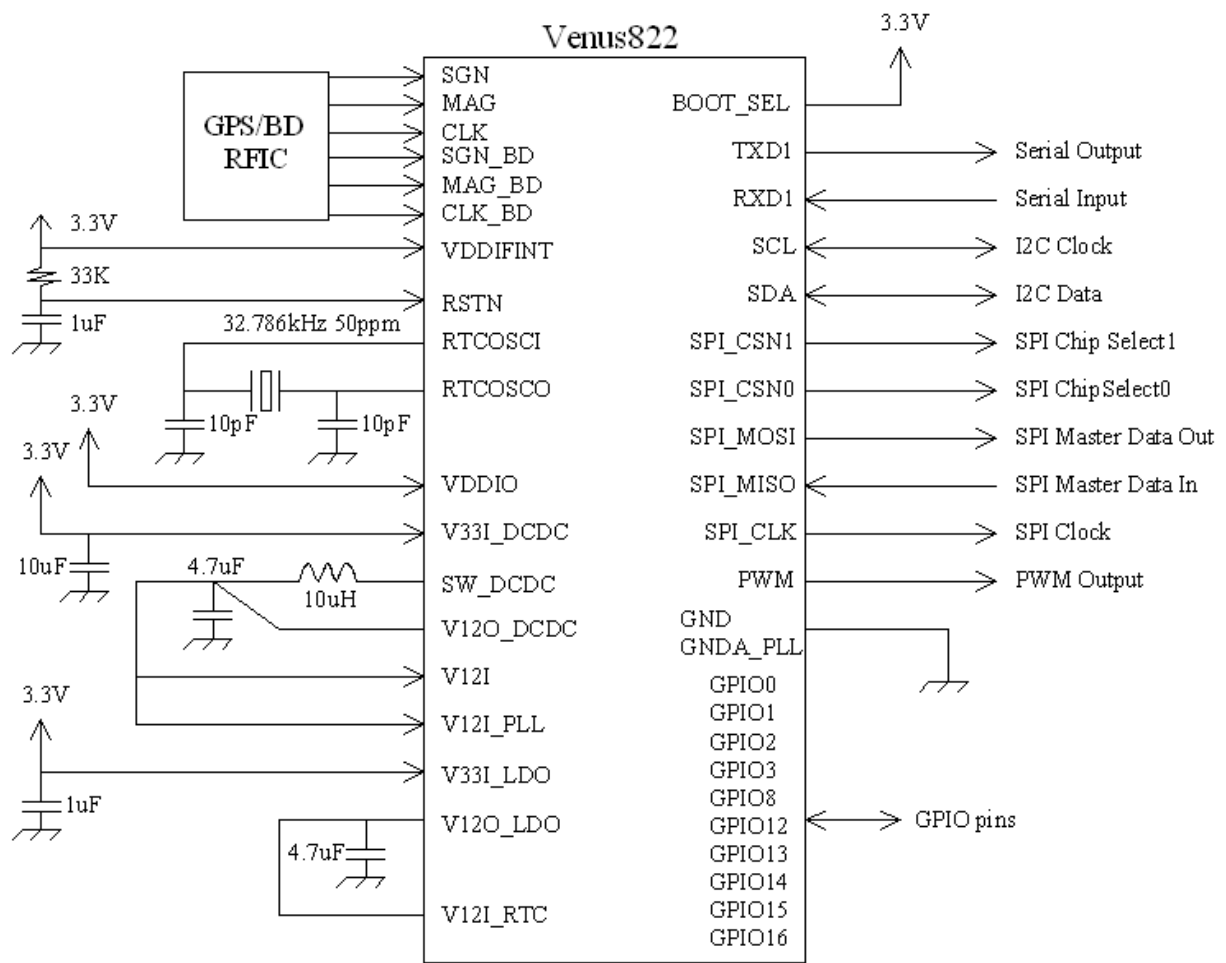 Venus822
3.3V
SGN
MAG
CLK
SGN_BD
MAG_BD
CLK_BD
GPS/BD
RFIC
3.3V
VDDIFINT
33K
RSTN
1uF
32.786kHz 50ppm
RTCOSCI
RTCOSCO
10pF
10pF
3.3V
3.3V
VDDIO
V33I_DCDC
10uF
4.7uF
10uH
SW_DCDC
V12O_DCDC
V12I
3.3V
V12I_PLL
V33I_LDO
1uF
V12O_LDO
4.7uF
V12I_RTC
BOOT_SEL
TXD1
Serial Output
RXD1
Serial Input
SCL
I2C Clock
SDA
I2C Data
SPI_CSN1
SPI Chip Select1
SPI_CSN0
SPI ChipSelect0
SPI_MOSI
SPI Master Data Out
SPI_MISO
SPI Master Data In
SPI_CLK
SPI Clock
PWM
PWM Output
GND
GNDA_PLL
GPIO0
GPIO1
GPIO2
GPIO3
GPIO8
GPIO12
GPIO pins
GPIO13
GPIO14
GPIO15
GPIO16